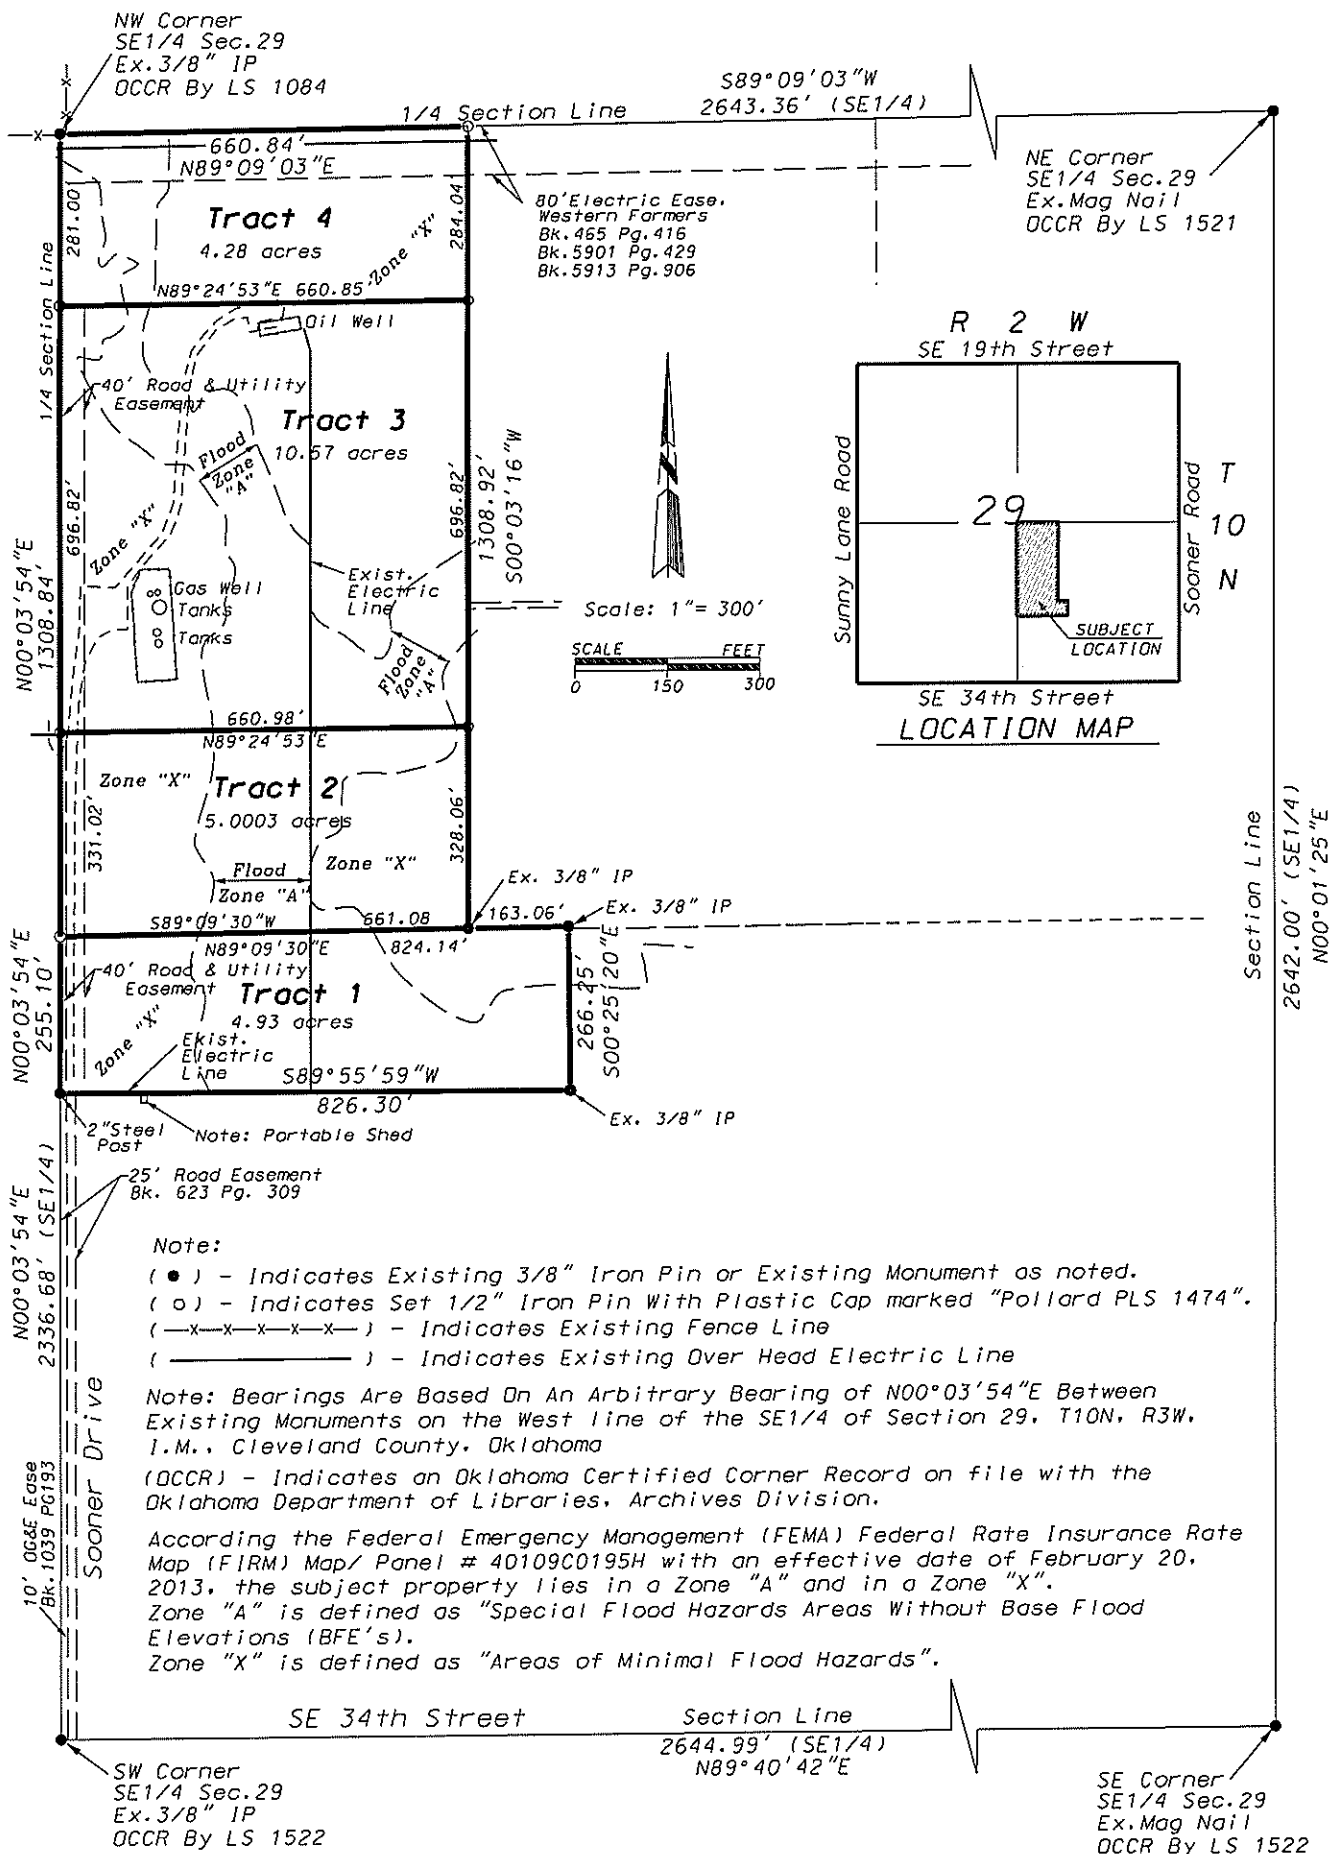 NW Corner
SE1/4 Sec.29
Ex.3/8" IP
OCCR By LS 1084
S89°09'03"W
1/4 Section Line
2643.36' (SE1/4)
NE Corner
SE1/4 Sec.29
Ex.Mag Nail
OCCR By LS 1521
660.84'
N89°09'03"E
281.00'
Tract 4
4.28 acres
Zone "X"
284.04'
80' Electric Ease.
Western Farmers
Bk.465 Pg.416
Bk.5901 Pg.429
Bk.5913 Pg.906
1/4 Section Line
N89°24'53"E 660.85'
Oil Well
40' Road & Utility
Easement
Tract 3
10.57 acres
Flood
Zone
"A"
696.82'
Zone "X"
696.82'
1308.92'
S00°03'16"W
N00°03'54"E
1308.84'
Gas Well
Tanks
Tanks
Exist.
Electric
Line
Flood
Zone
"A"
Scale: 1"= 300'
SCALE FEET
0 150 300
R 2 W
SE 19th Street
Sunny Lane Road
29
Sooner Road
T
10
N
SUBJECT
LOCATION
SE 34th Street
LOCATION MAP
660.98'
N89°24'53"E
Zone "X"
Tract 2
5.0003 acres
331.02'
328.06'
Flood
Zone "A"
Zone "X"
Ex. 3/8" IP
S89°09'30"W 661.08
163.06'
Ex. 3/8" IP
N89°09'30"E 824.14'
N00°03'54"E
255.10'
40' Road & Utility
Easement
Tract 1
4.93 acres
Zone "X"
Exist.
Electric
Line
266.25'
S00°25'20"E
S89°55'59"W
826.30'
Ex. 3/8" IP
2"Steel
Post
Note: Portable Shed
Section Line
2642.00' (SE1/4)
N00°01'25"E
25' Road Easement
Bk. 623 Pg. 309
N00°03'54"E
2336.68' (SE1/4)
Sooner Drive
10' OG&E Ease
Bk.1039 PG193
Note:
( ● ) - Indicates Existing 3/8" Iron Pin or Existing Monument as noted.
( o ) - Indicates Set 1/2" Iron Pin With Plastic Cap marked "Pollard PLS 1474".
( —x—x—x—x— ) - Indicates Existing Fence Line
( ———— ) - Indicates Existing Over Head Electric Line
Note: Bearings Are Based On An Arbitrary Bearing of N00°03'54"E Between
Existing Monuments on the West line of the SE1/4 of Section 29, T10N, R3W,
I.M., Cleveland County, Oklahoma
(OCCR) - Indicates an Oklahoma Certified Corner Record on file with the
Oklahoma Department of Libraries, Archives Division.
According the Federal Emergency Management (FEMA) Federal Rate Insurance Rate
Map (FIRM) Map/ Panel # 40109C0195H with an effective date of February 20,
2013, the subject property lies in a Zone "A" and in a Zone "X".
Zone "A" is defined as "Special Flood Hazards Areas Without Base Flood
Elevations (BFE's).
Zone "X" is defined as "Areas of Minimal Flood Hazards".
SE 34th Street
Section Line
2644.99' (SE1/4)
N89°40'42"E
SW Corner
SE1/4 Sec.29
Ex.3/8" IP
OCCR By LS 1522
SE Corner
SE1/4 Sec.29
Ex.Mag Nail
OCCR By LS 1522